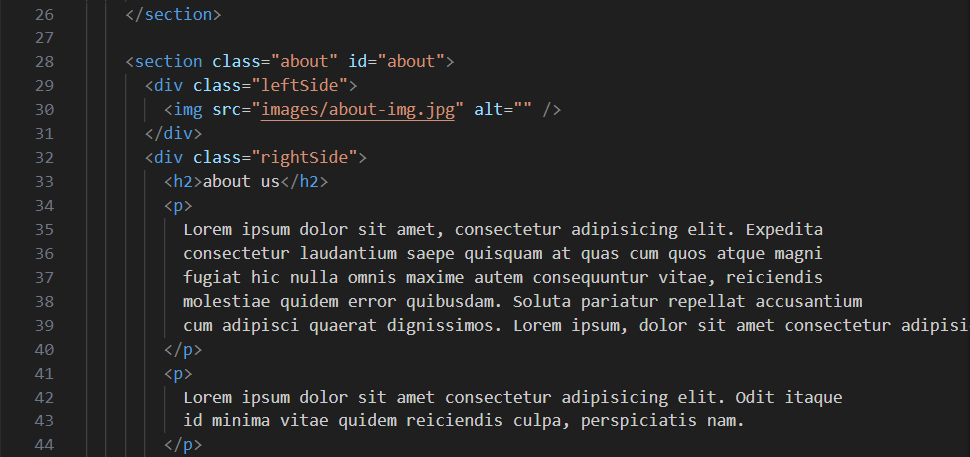 26 </section>
27
28 <section class="about" id="about">
29 <div class="leftSide">
30 <img src="images/about-img.jpg" alt="" />
31 </div>
32 <div class="rightSide">
33 <h2>about us</h2>
34 <p>
35 Lorem ipsum dolor sit amet, consectetur adipisicing elit. Expedita
36 consectetur laudantium saepe quisquam at quas cum quos atque magni
37 fugiat hic nulla omnis maxime autem consequuntur vitae, reiciendis
38 molestiae quidem error quibusdam. Soluta pariatur repellat accusantium
39 cum adipisci quaerat dignissimos. Lorem ipsum, dolor sit amet consectetur adipisi
40 </p>
41 <p>
42 Lorem ipsum dolor sit amet consectetur adipisicing elit. Odit itaque
43 id minima vitae quidem reiciendis culpa, perspiciatis nam.
44 </p>